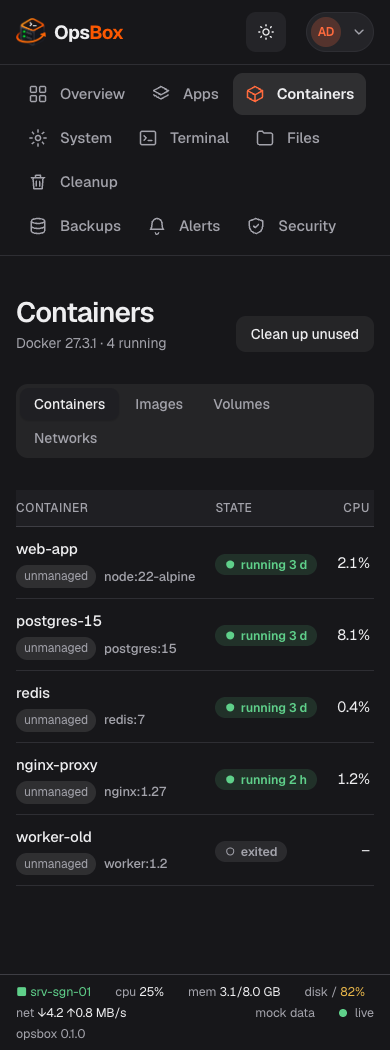 OpsBox
AD
Overview Apps Containers
System Terminal Files
Cleanup
Backups Alerts Security
Containers
Docker 27.3.1 · 4 running
Clean up unused
Containers Images Volumes
Networks
CONTAINER STATE CPU
web-app
unmanaged node:22-alpine
running 3 d 2.1%
postgres-15
unmanaged postgres:15
running 3 d 8.1%
redis
unmanaged redis:7
running 3 d 0.4%
nginx-proxy
unmanaged nginx:1.27
running 2 h 1.2%
worker-old
unmanaged worker:1.2
exited –
srv-sgn-01 cpu 25% mem 3.1/8.0 GB disk / 82%
net ↓4.2 ↑0.8 MB/s mock data live
opsbox 0.1.0